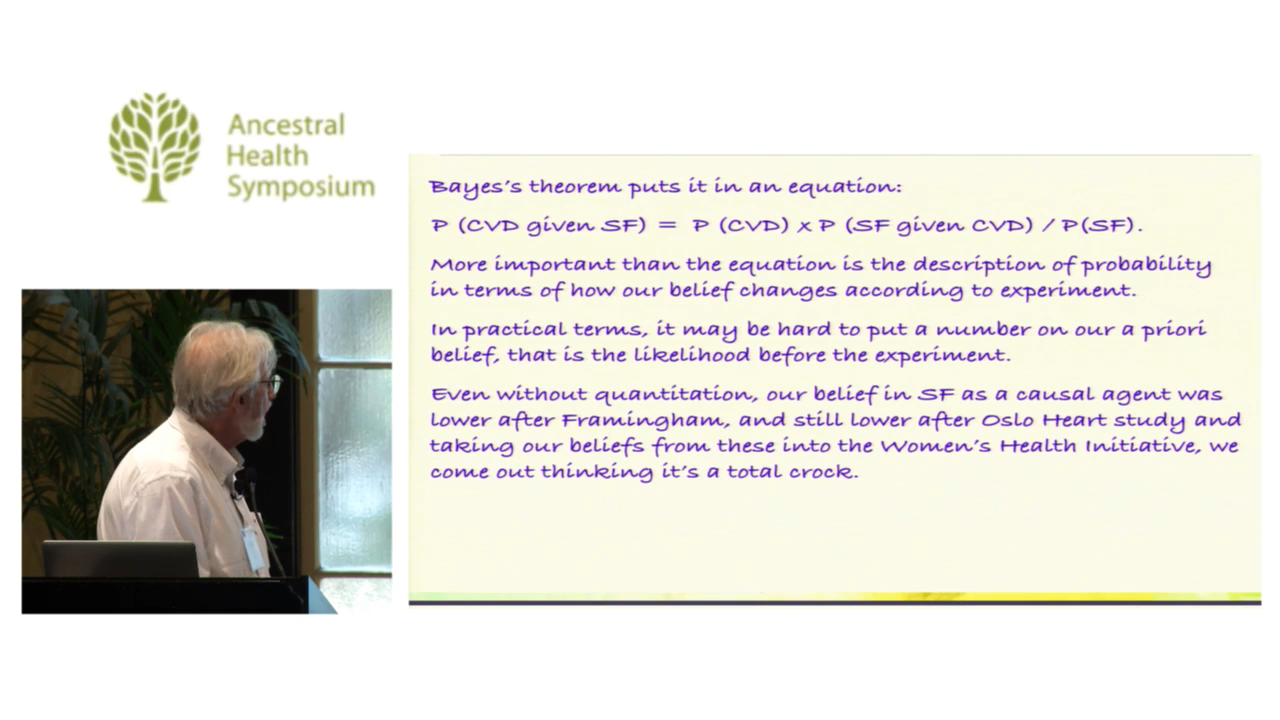 Ancestral
Health
Symposium
Bayes's theorem puts it in an equation:
P (CVD given SF) = P (CVD) x P (SF given CVD) / P(SF).
More important than the equation is the description of probability
in terms of how our belief changes according to experiment.
In practical terms, it may be hard to put a number on our a priori
belief, that is the likelihood before the experiment.
Even without quantitation, our belief in SF as a causal agent was
lower after Framingham, and still lower after Oslo Heart study and
taking our beliefs from these into the Women's Health Initiative, we
come out thinking it's a total crock.